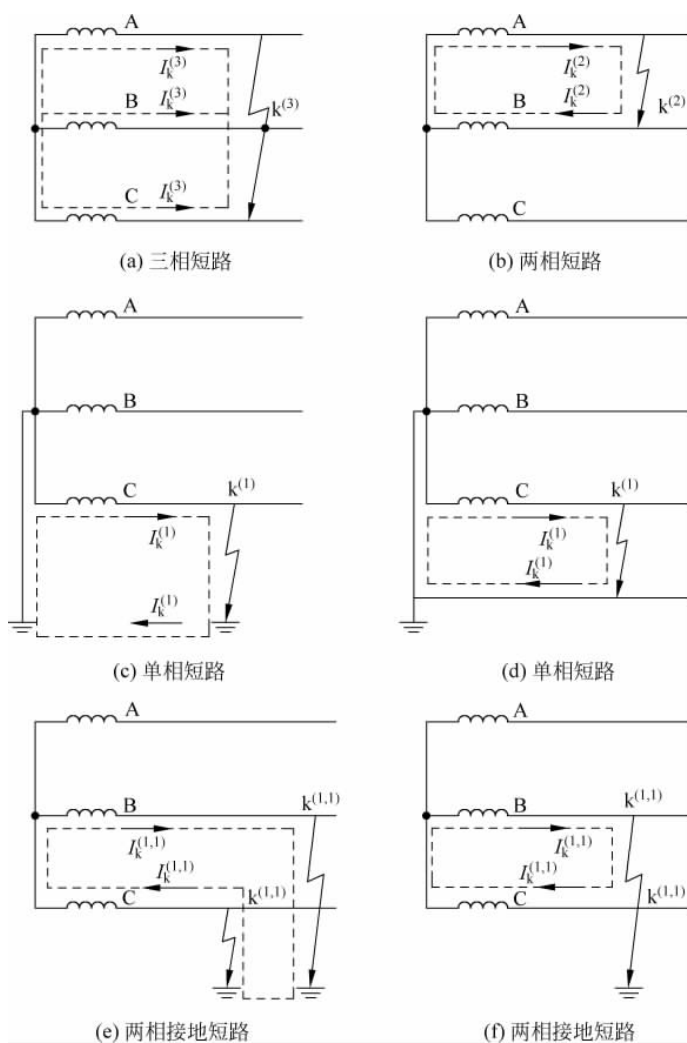 A
A
I_k^(3)
I_k^(2)
B
I_k^(3)
k^(3)
B
I_k^(2)
k^(2)
C
I_k^(3)
C
(a) 三相短路
(b) 两相短路
A
A
B
B
C
k^(1)
C
k^(1)
I_k^(1)
I_k^(1)
I_k^(1)
I_k^(1)
(c) 单相短路
(d) 单相短路
A
A
B
k^(1,1)
B
k^(1,1)
I_k^(1,1)
I_k^(1,1)
I_k^(1,1)
I_k^(1,1)
C
k^(1,1)
C
k^(1,1)
(e) 两相接地短路
(f) 两相接地短路